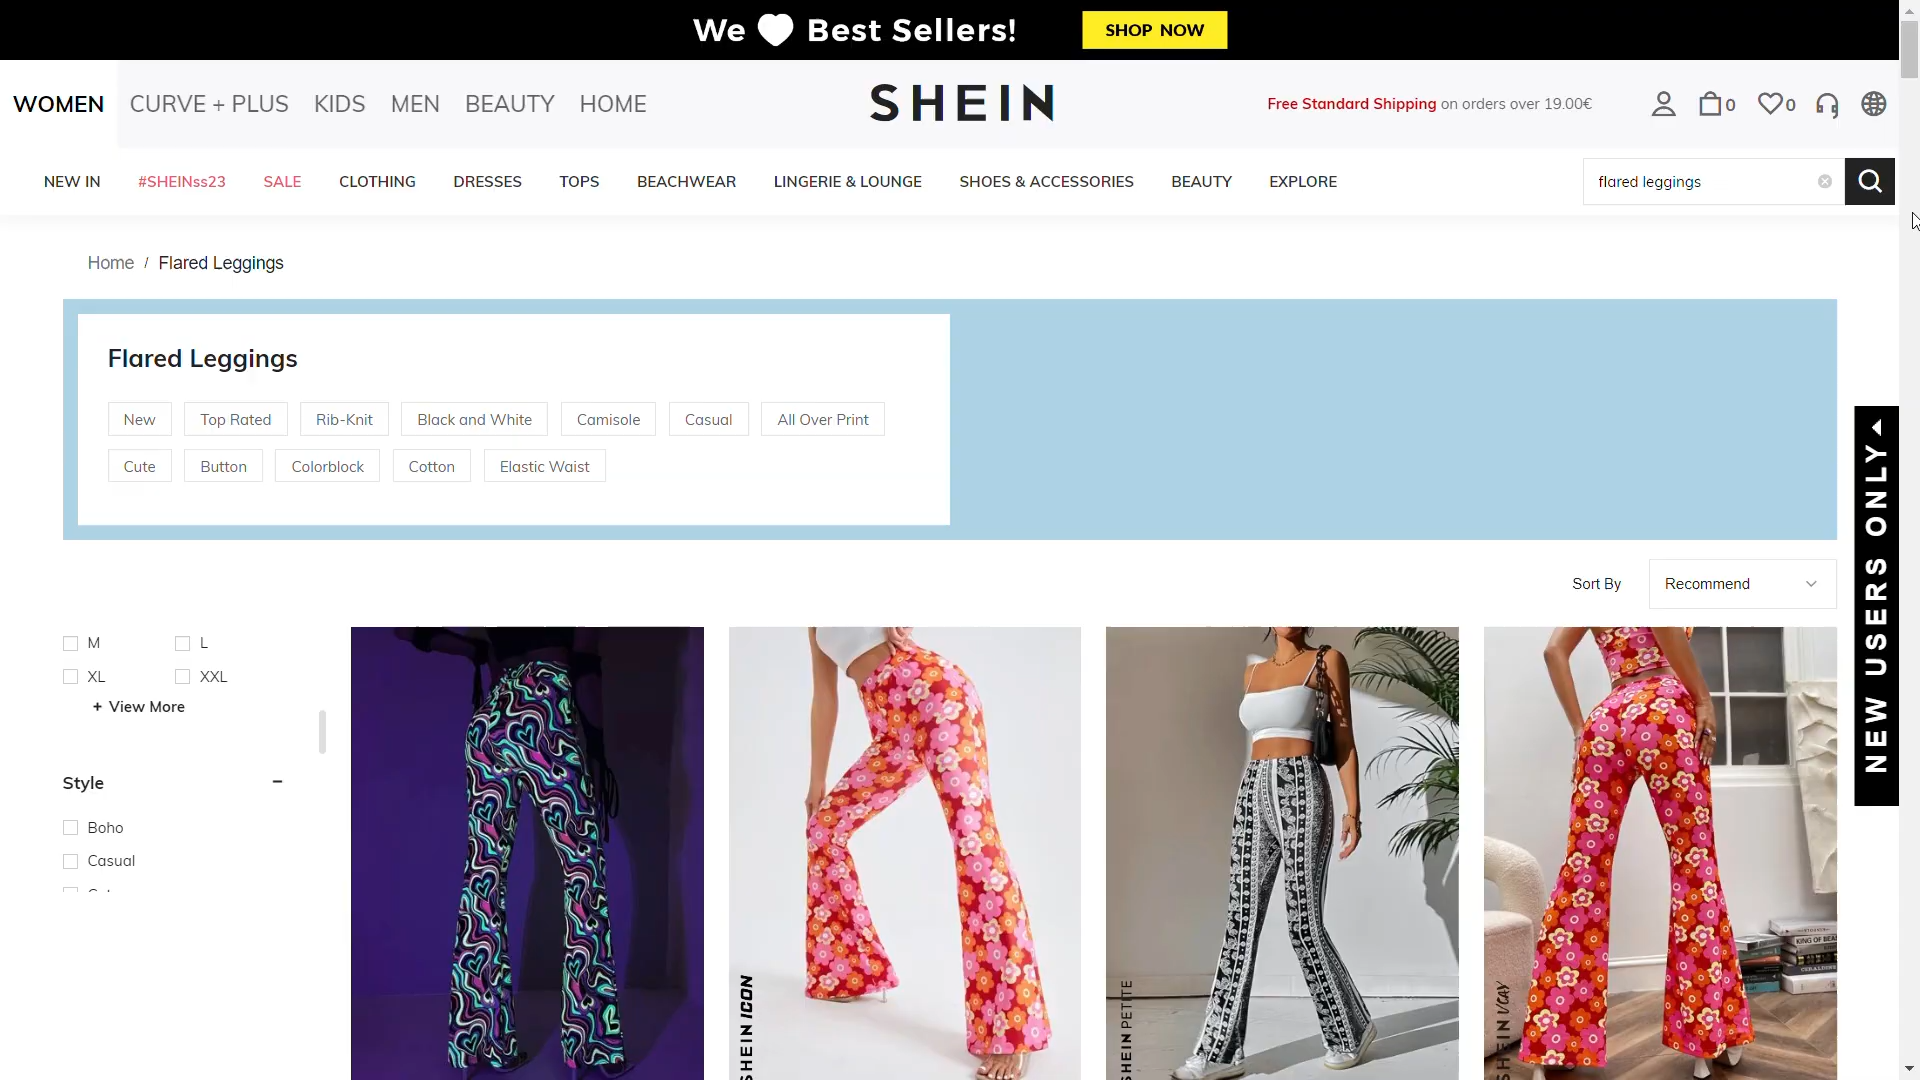 We Best Sellers! SHOP NOW
WOMEN CURVE + PLUS KIDS MEN BEAUTY HOME
SHEIN
Free Standard Shipping on orders over 19.00€
0 0
NEW IN #SHEINss23 SALE CLOTHING DRESSES TOPS BEACHWEAR LINGERIE & LOUNGE SHOES & ACCESSORIES BEAUTY EXPLORE
flared leggings
Home / Flared Leggings
Flared Leggings
New Top Rated Rib-Knit Black and White Camisole Casual All Over Print
Cute Button Colorblock Cotton Elastic Waist
NEW USERS ONLY
Sort By Recommend
M L
XL XXL
+ View More
Style −
Boho
Casual
SHEIN ICON
SHEIN PETITE
SHEIN VCAY
KING OF BEAS